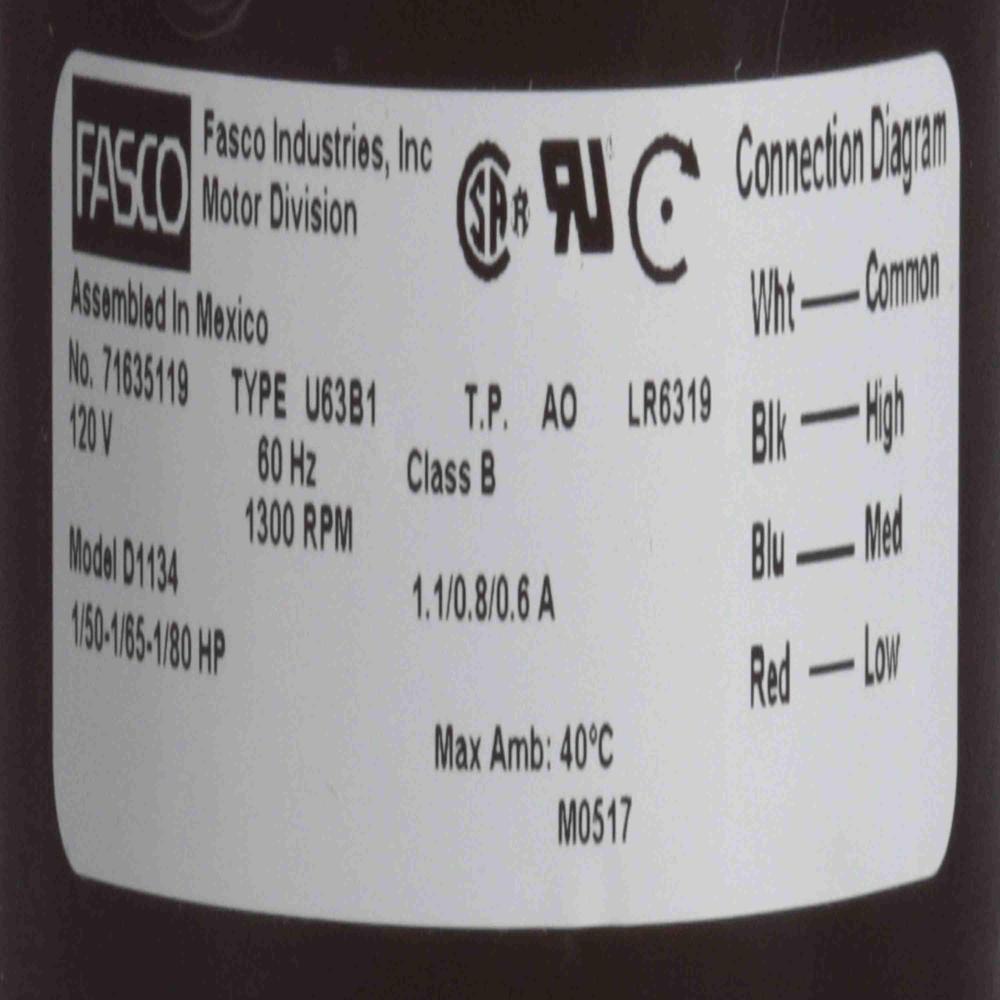 FASCO
Fasco Industries, Inc
Motor Division
Assembled In Mexico
No. 71635119 TYPE U63B1 T.P. AO LR6319
120 V 60 Hz Class B
1300 RPM
Model D1134
1/50-1/65-1/80 HP 1.1/0.8/0.6 A
Max Amb: 40°C
M0517
SA ®
RU
Connection Diagram
Wht — Common
Blk — High
Blu — Med
Red — Low